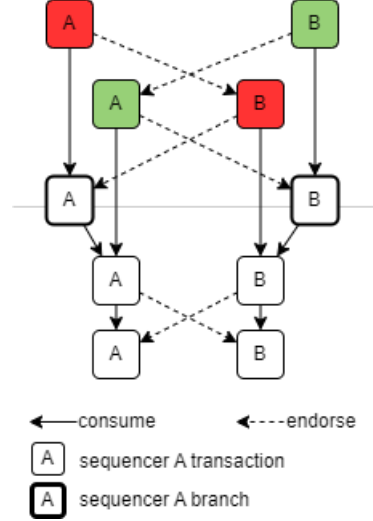 A B
A B
A B
A B
A B
consume endorse
A sequencer A transaction
A sequencer A branch